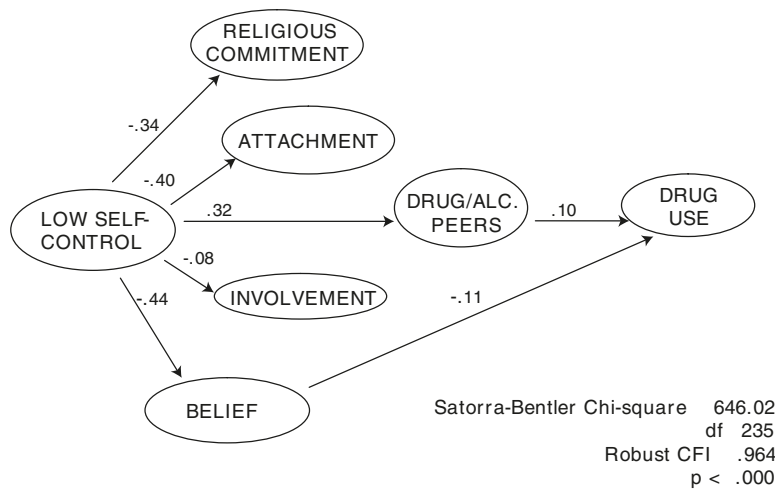 RELIGIOUS
COMMITMENT
-.34
ATTACHMENT
-.40
LOW SELF-
CONTROL
.32
DRUG/ALC.
PEERS
.10
DRUG
USE
-.08
INVOLVEMENT
-.44
-.11
BELIEF
Satorra-Bentler Chi-square 646.02
df 235
Robust CFI .964
p < .000